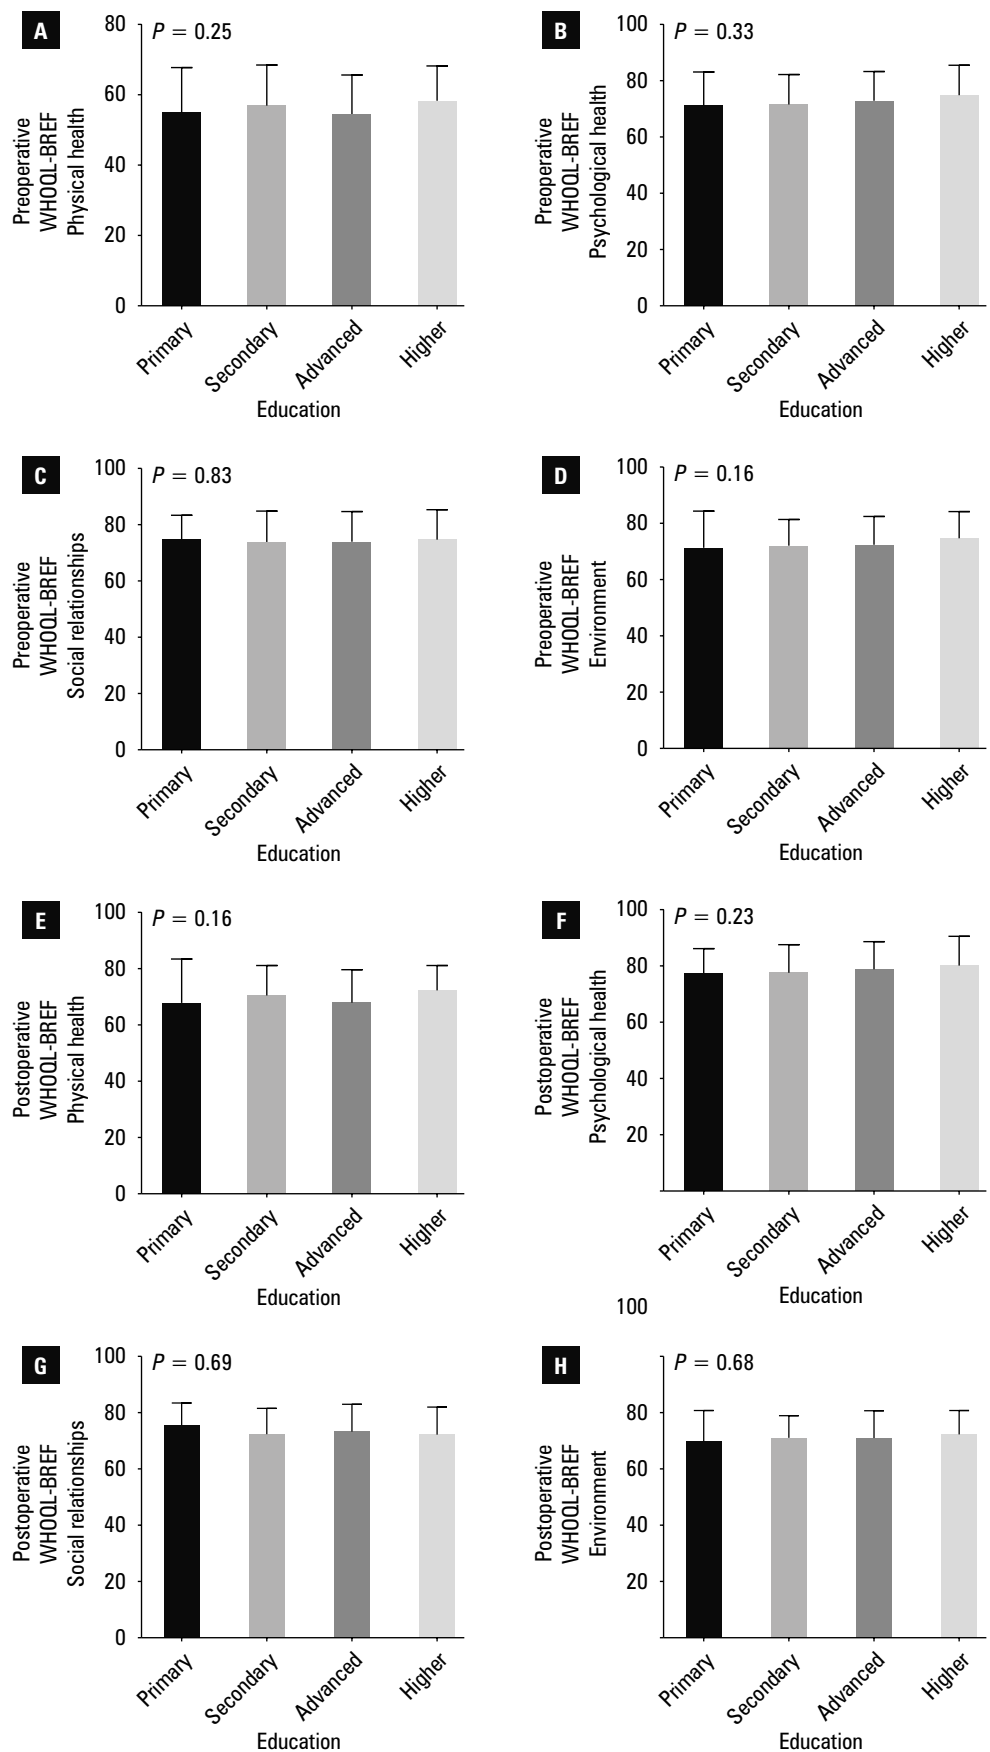 A
P = 0.25
Preoperative
WHOQL-BREF
Physical health
80
60
40
20
0
Primary
Secondary
Advanced
Higher
Education
B
P = 0.33
Preoperative
WHOQL-BREF
Psychological health
100
80
60
40
20
0
Primary
Secondary
Advanced
Higher
Education
C
P = 0.83
Preoperative
WHOQL-BREF
Social relationships
100
80
60
40
20
0
Primary
Secondary
Advanced
Higher
Education
D
P = 0.16
Preoperative
WHOQL-BREF
Environment
100
80
60
40
20
0
Primary
Secondary
Advanced
Higher
Education
E
P = 0.16
Postoperative
WHOQL-BREF
Physical health
100
80
60
40
20
0
Primary
Secondary
Advanced
Higher
Education
F
P = 0.23
Postoperative
WHOQL-BREF
Psychological health
100
80
60
40
20
Primary
Secondary
Advanced
Higher
Education
G
P = 0.69
Postoperative
WHOQL-BREF
Social relationships
100
80
60
40
20
0
Primary
Secondary
Advanced
Higher
Education
100
H
P = 0.68
Postoperative
WHOQL-BREF
Environment
80
60
40
20
Primary
Secondary
Advanced
Higher
Education